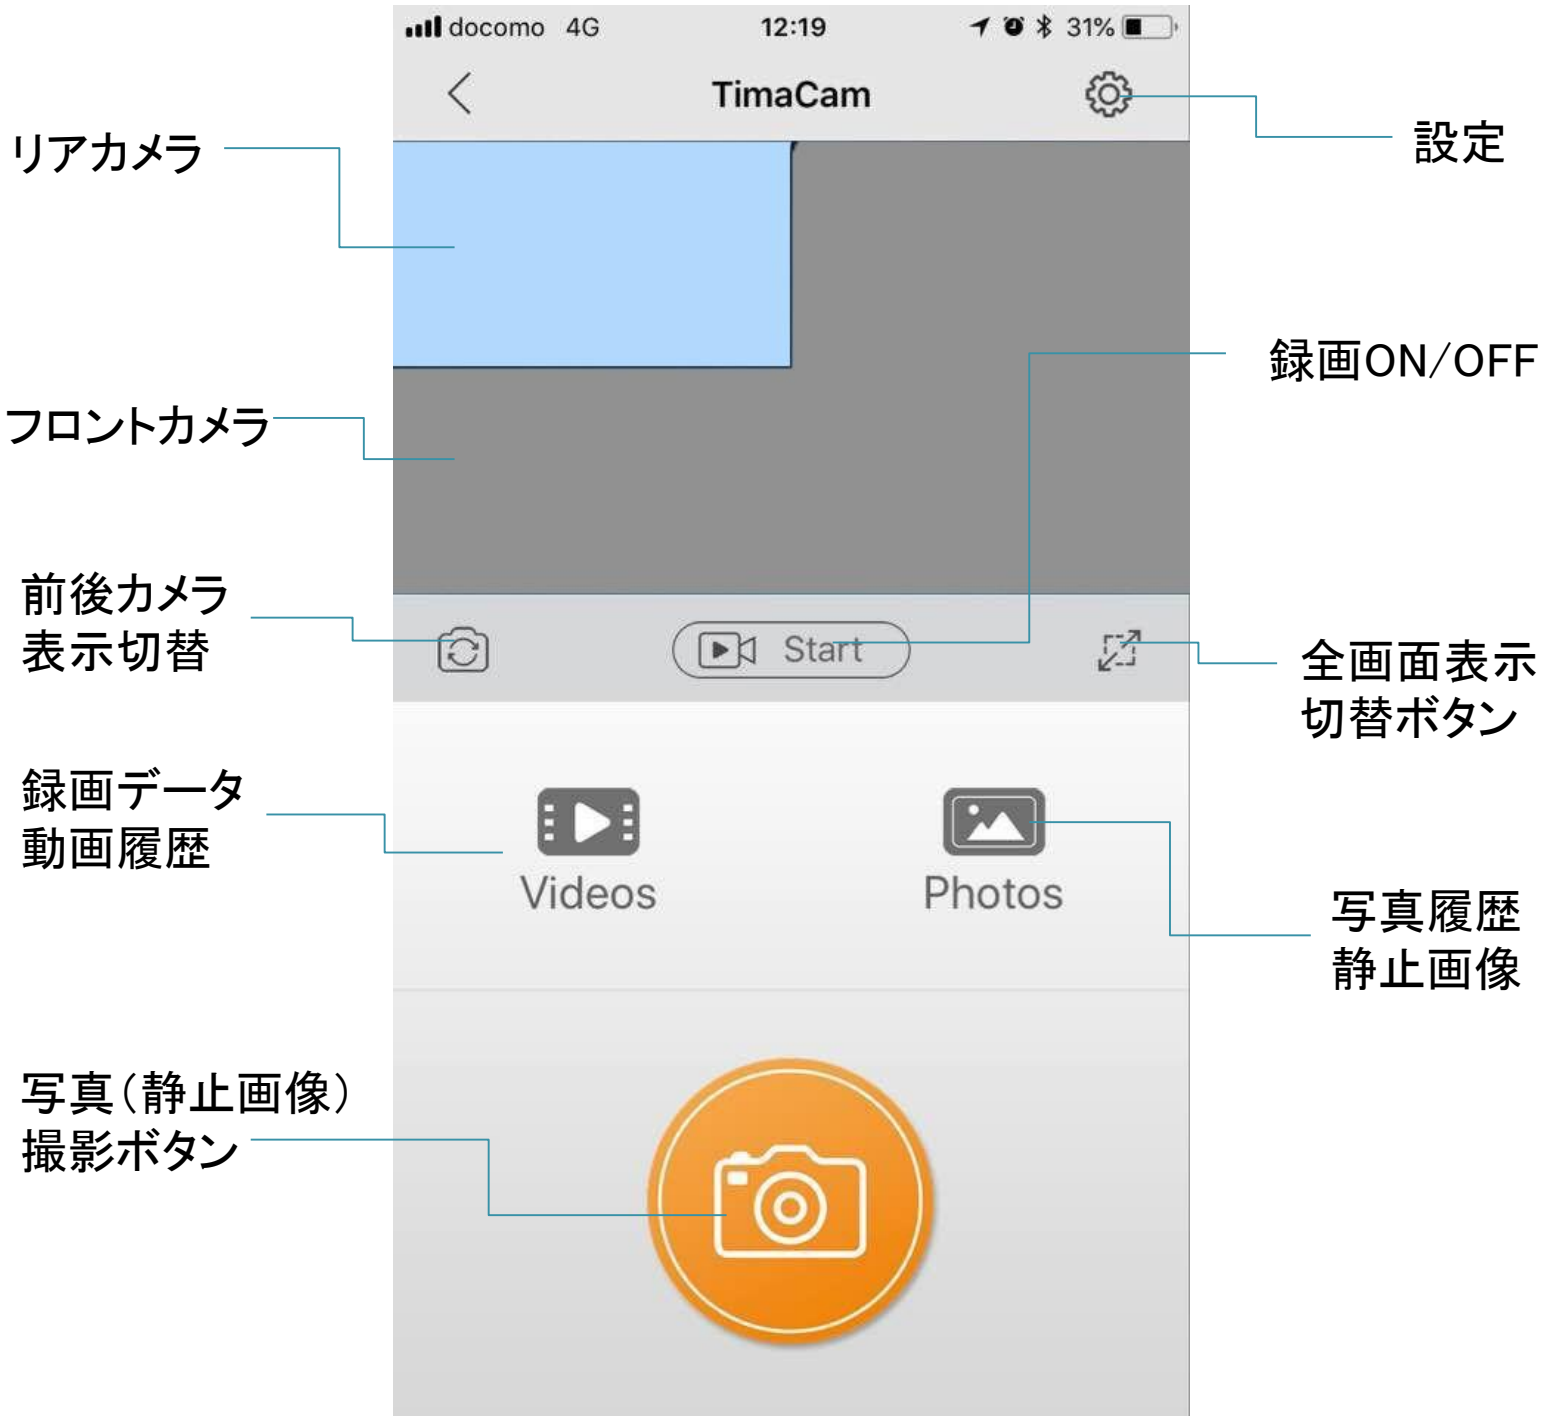 docomo 4G 12:19 31%
TimaCam
リアカメラ
設定
録画ON/OFF
フロントカメラ
前後カメラ
表示切替
Start
全画面表示
切替ボタン
録画データ
動画履歴
Videos
Photos
写真履歴
静止画像
写真(静止画像)
撮影ボタン